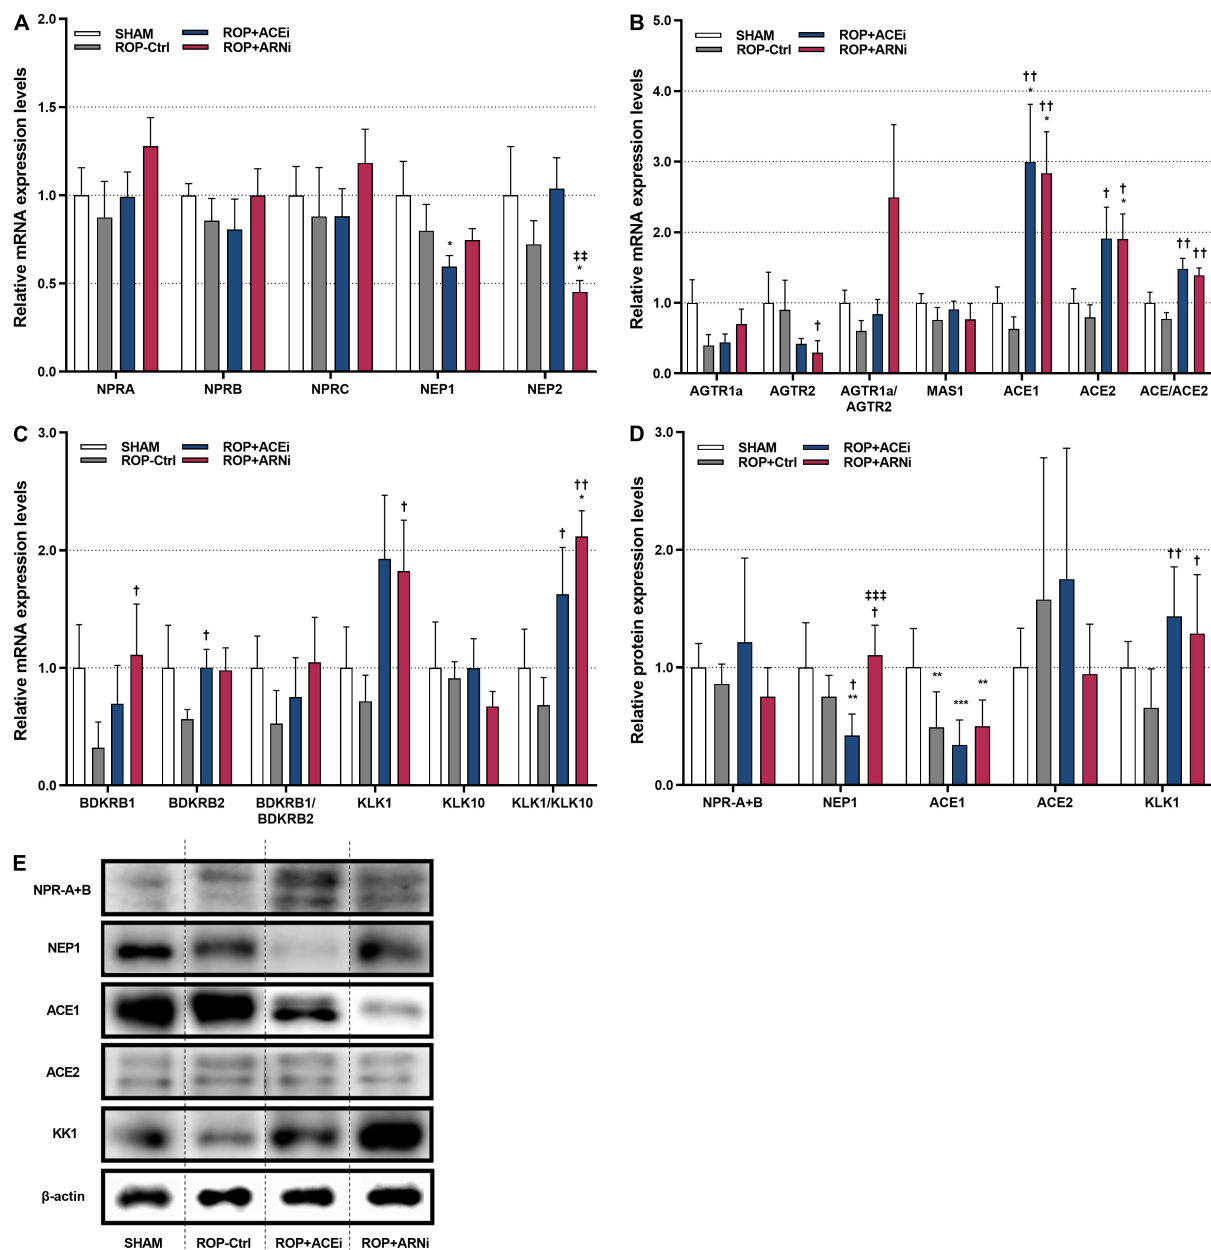 A
Relative mRNA expression levels
2.0
1.5
1.0
0.5
0.0
SHAM
ROP-Ctrl
ROP+ACEi
ROP+ARNi
*
‡‡
*
NPRA NPRB NPRC NEP1 NEP2
B
Relative mRNA expression levels
5.0
4.0
3.0
2.0
1.0
0.0
SHAM
ROP-Ctrl
ROP+ACEi
ROP+ARNi
†
††
*
††
*
†
†
*
††
††
AGTR1a AGTR2 AGTR1a/ MAS1 ACE1 ACE2 ACE/ACE2
AGTR2
C
Relative mRNA expression levels
3.0
2.0
1.0
0.0
SHAM
ROP-Ctrl
ROP+ACEi
ROP+ARNi
†
†
†
†
††
*
BDKRB1 BDKRB2 BDKRB1/ KLK1 KLK10 KLK1/KLK10
BDKRB2
D
Relative protein expression levels
3.0
2.0
1.0
0.0
SHAM
ROP+Ctrl
ROP+ACEi
ROP+ARNi
†
**
‡‡‡
†
**
***
**
††
†
NPR-A+B NEP1 ACE1 ACE2 KLK1
E
NPR-A+B
NEP1
ACE1
ACE2
KK1
β-actin
SHAM ROP-Ctrl ROP+ACEi ROP+ARNi